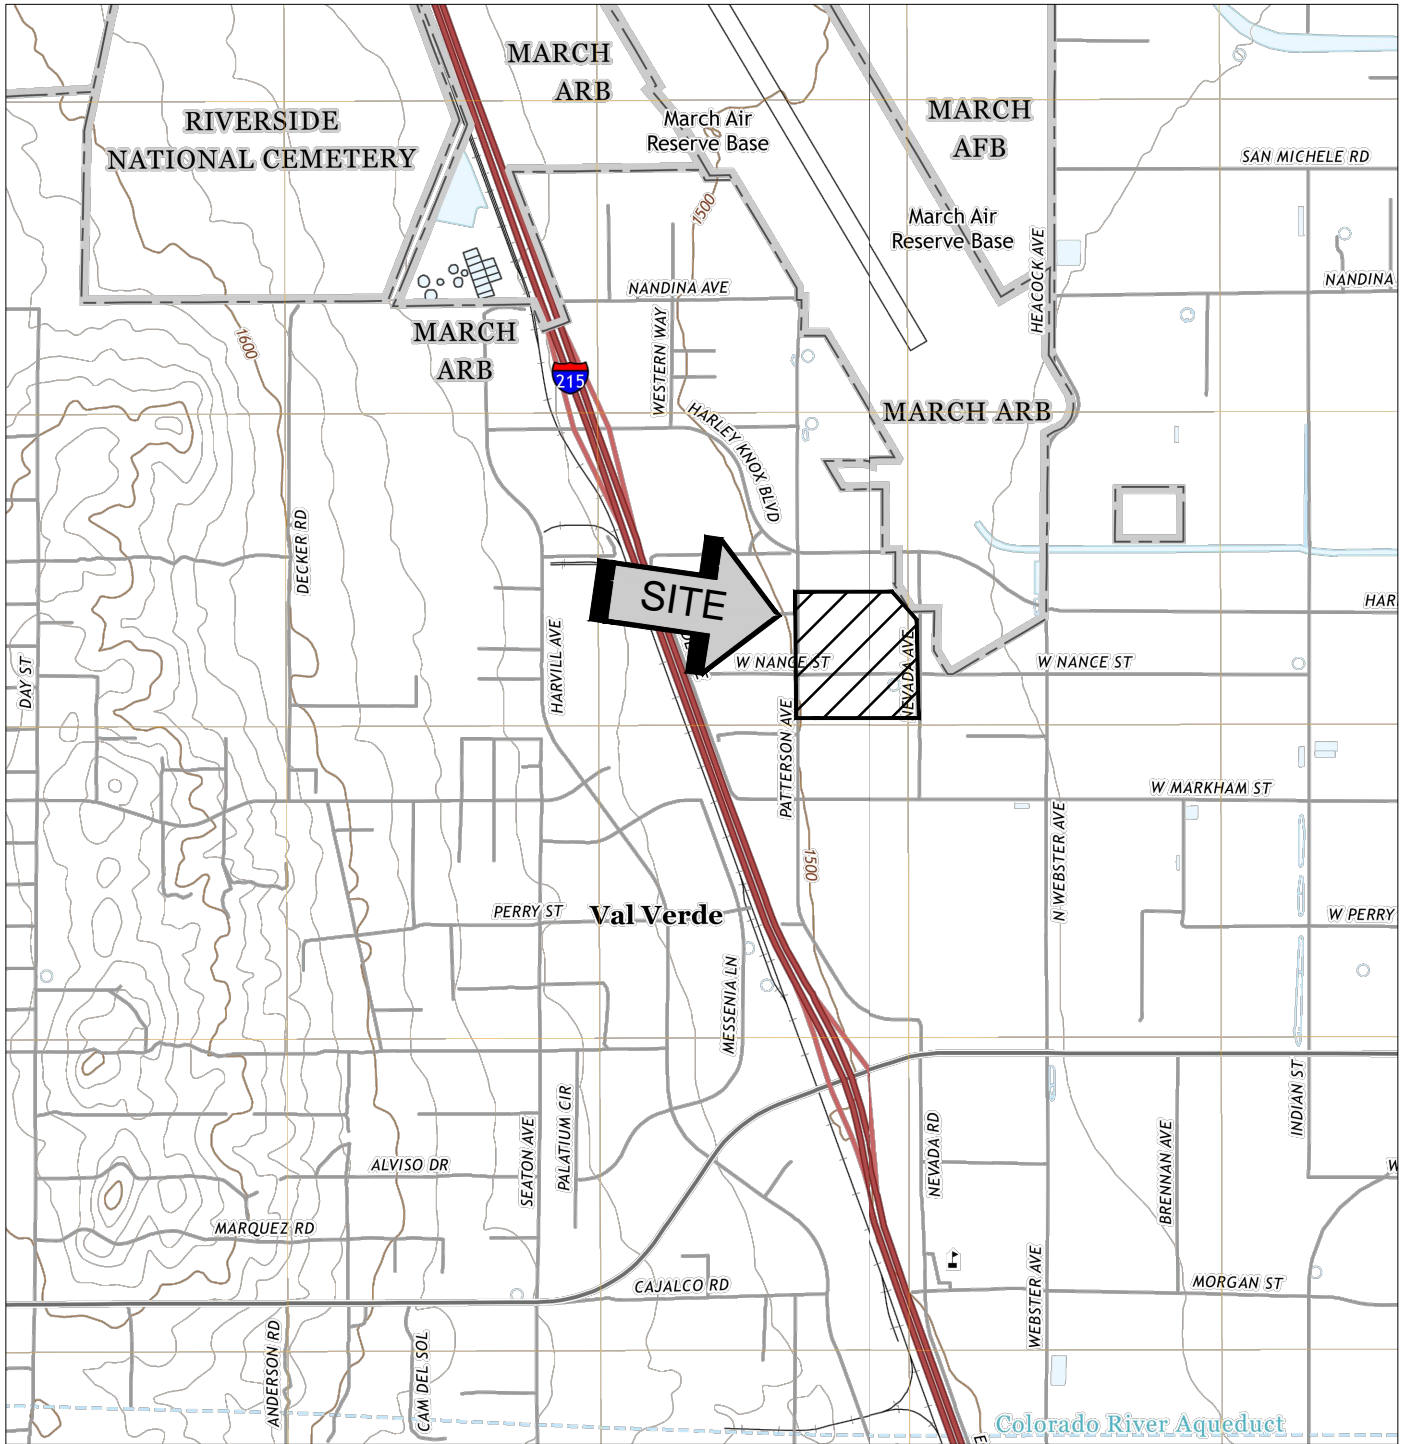 MARCH
ARB
MARCH
AFB
RIVERSIDE
NATIONAL CEMETERY
March Air
Reserve Base
SAN MICHELE RD
1500
March Air
Reserve Base
HEACOCK AVE
NANDINA
NANDINA AVE
MARCH
ARB
1600
WESTERN WAY
215
HARLEY KNOX BLVD
MARCH ARB
DECKER RD
SITE
HAR
HARVILL AVE
DAY ST
W NANCE ST
NEVADA AVE
W NANCE ST
PATTERSON AVE
W MARKHAM ST
N WEBSTER AVE
1500
PERRY ST
Val Verde
W PERRY
MESSENIA LN
INDIAN ST
PALATIUM CIR
SEATON AVE
NEVADA RD
BRENNAN AVE
ALVISO DR
W
MARQUEZ RD
CAJALCO RD
MORGAN ST
WEBSTER AVE
ANDERSON RD
CAM DEL SOL
Colorado River Aqueduct
E